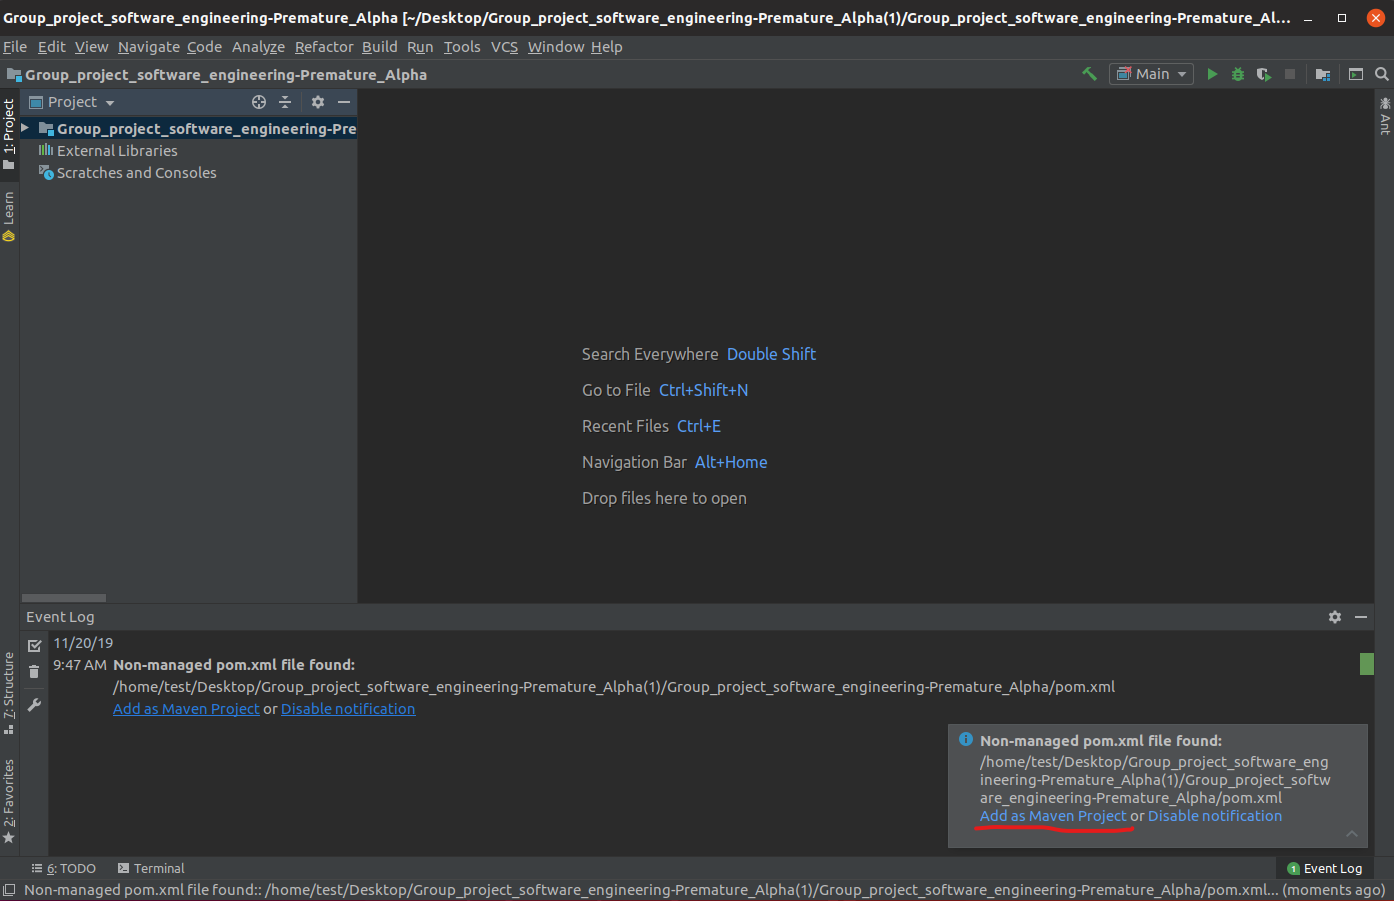 Group_project_software_engineering-Premature_Alpha [~/Desktop/Group_project_software_engineering-Premature_Alpha(1)/Group_project_software_engineering-Premature_Al...
File Edit View Navigate Code Analyze Refactor Build Run Tools VCS Window Help
Group_project_software_engineering-Premature_Alpha
Main
1: Project
Learn
7: Structure
2: Favorites
Project
Group_project_software_engineering-Pre
External Libraries
Scratches and Consoles
Search Everywhere Double Shift
Go to File Ctrl+Shift+N
Recent Files Ctrl+E
Navigation Bar Alt+Home
Drop files here to open
Ant
Event Log
11/20/19
9:47 AM Non-managed pom.xml file found:
/home/test/Desktop/Group_project_software_engineering-Premature_Alpha(1)/Group_project_software_engineering-Premature_Alpha/pom.xml
Add as Maven Project or Disable notification
Non-managed pom.xml file found:
/home/test/Desktop/Group_project_software_eng
ineering-Premature_Alpha(1)/Group_project_softw
are_engineering-Premature_Alpha/pom.xml
Add as Maven Project or Disable notification
6: TODO
Terminal
1 Event Log
Non-managed pom.xml file found:: /home/test/Desktop/Group_project_software_engineering-Premature_Alpha(1)/Group_project_software_engineering-Premature_Alpha/pom.xml... (moments ago)